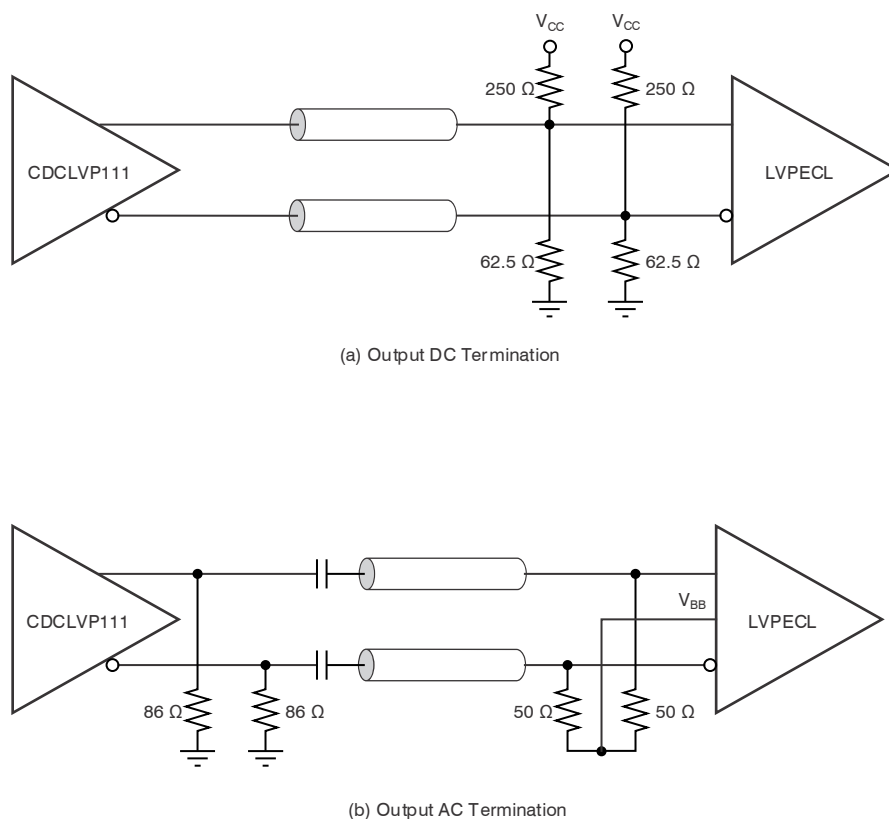 V_CC V_CC
250 Ω 250 Ω
CDCLVP111 LVPECL
62.5 Ω 62.5 Ω
(a) Output DC Termination
V_BB
CDCLVP111 LVPECL
86 Ω 86 Ω 50 Ω 50 Ω
(b) Output AC Termination